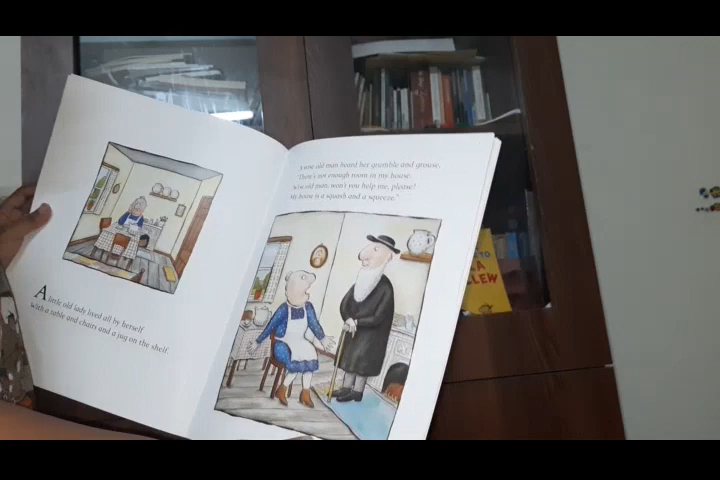 A little old lady lived all by herself
With a table and chairs and a jug on the shelf.
A wise old man heard her grumble and grouse,
"There's not enough room in my house.
Wise old man, won't you help me, please?
My house is a squash and a squeeze."
TO